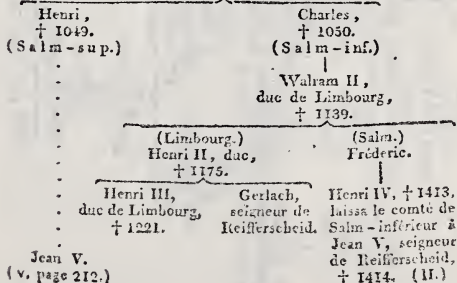 Henri,
† 1049.
(Salm-sup.)
Charles,
† 1050.
(Salm-inf.)
Walram II,
duc de Limbourg,
† 1139.
(Limbourg.)
Henri II, duc,
† 1175.
(Salm.)
Fréderic.
Henri III,
duc de Limbourg,
† 1221.
Gerlach,
seigneur de
Reifferscheid.
Henri IV, † 1413,
laissa le comté de
Salm-inférieur à
Jean V, seigneur
de Reifferscheid,
† 1414. (II.)
Jean V.
(v. page 212.)